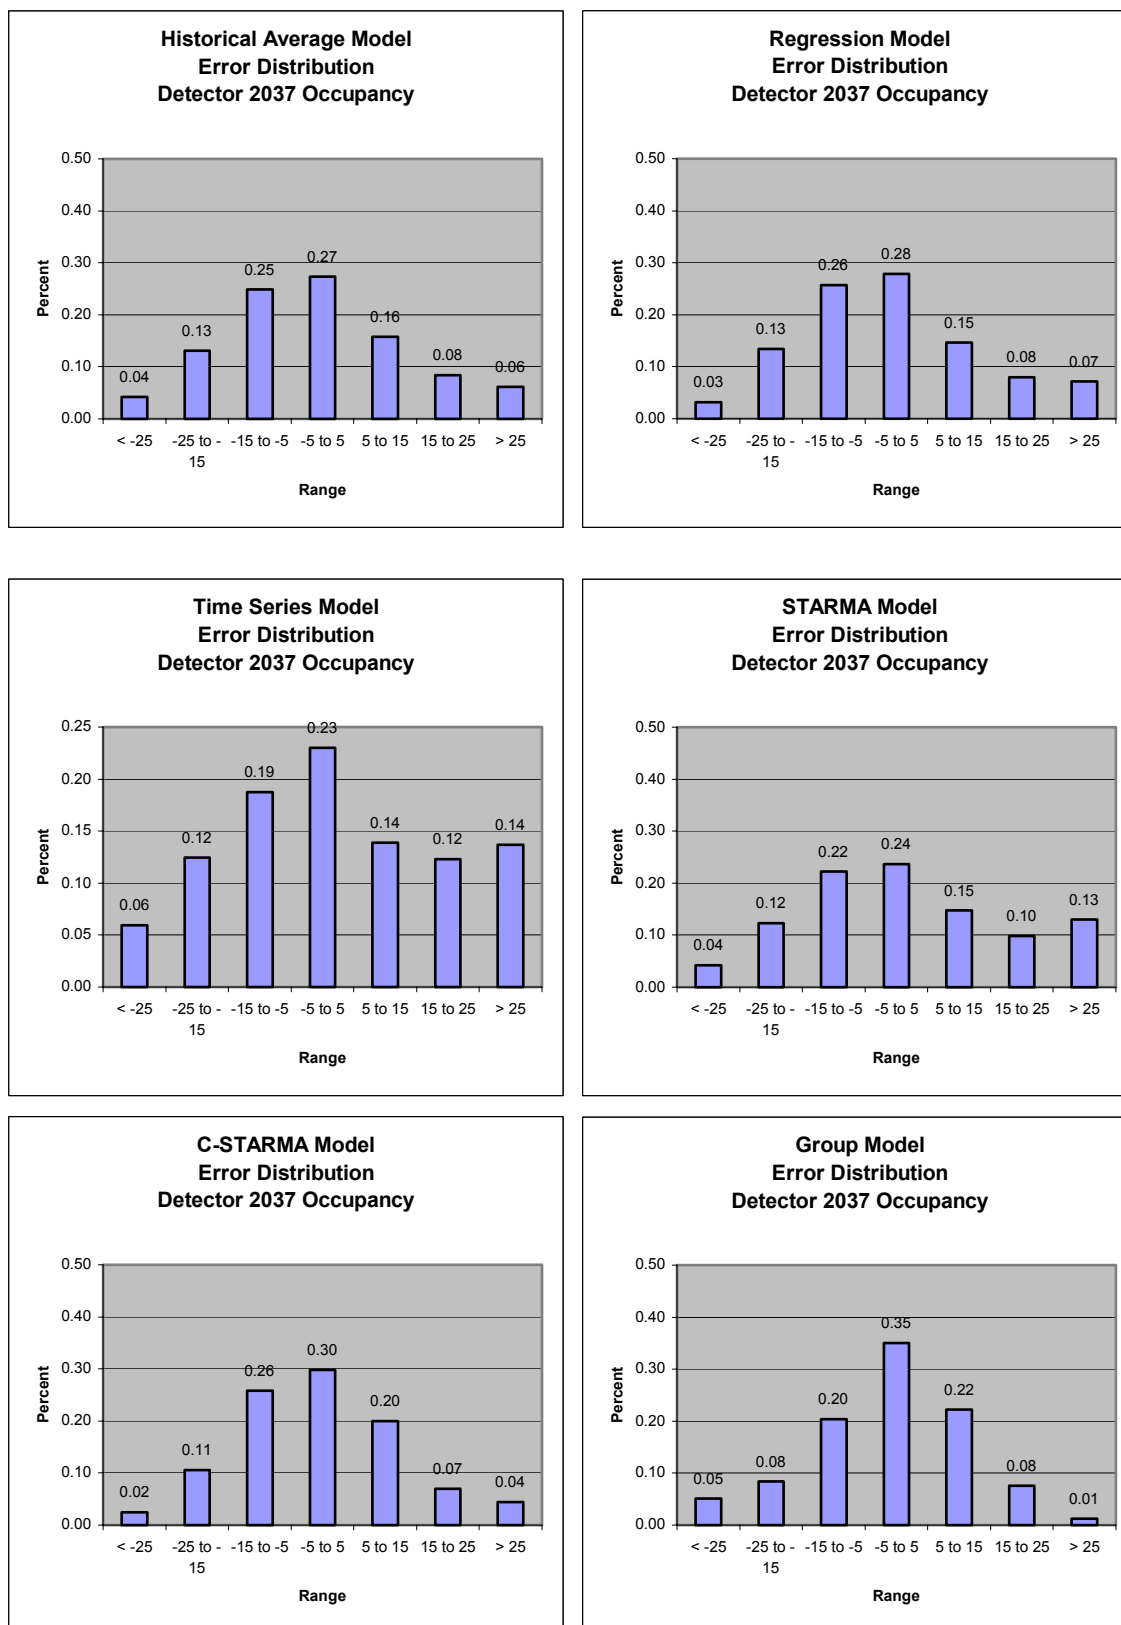 Historical Average Model
Error Distribution
Detector 2037 Occupancy
0.50
0.40
0.30
0.20
0.10
0.00
Percent
0.04
0.13
0.25
0.27
0.16
0.08
0.06
< -25
-25 to -
15
-15 to -5
-5 to 5
5 to 15
15 to 25
> 25
Range
Regression Model
Error Distribution
Detector 2037 Occupancy
0.50
0.40
0.30
0.20
0.10
0.00
Percent
0.03
0.13
0.26
0.28
0.15
0.08
0.07
< -25
-25 to -
15
-15 to -5
-5 to 5
5 to 15
15 to 25
> 25
Range
Time Series Model
Error Distribution
Detector 2037 Occupancy
0.25
0.20
0.15
0.10
0.05
0.00
Percent
0.06
0.12
0.19
0.23
0.14
0.12
0.14
< -25
-25 to -
15
-15 to -5
-5 to 5
5 to 15
15 to 25
> 25
Range
STARMA Model
Error Distribution
Detector 2037 Occupancy
0.50
0.40
0.30
0.20
0.10
0.00
Percent
0.04
0.12
0.22
0.24
0.15
0.10
0.13
< -25
-25 to -
15
-15 to -5
-5 to 5
5 to 15
15 to 25
> 25
Range
C-STARMA Model
Error Distribution
Detector 2037 Occupancy
0.50
0.40
0.30
0.20
0.10
0.00
Percent
0.02
0.11
0.26
0.30
0.20
0.07
0.04
< -25
-25 to -
15
-15 to -5
-5 to 5
5 to 15
15 to 25
> 25
Range
Group Model
Error Distribution
Detector 2037 Occupancy
0.50
0.40
0.30
0.20
0.10
0.00
Percent
0.05
0.08
0.20
0.35
0.22
0.08
0.01
< -25
-25 to -
15
-15 to -5
-5 to 5
5 to 15
15 to 25
> 25
Range